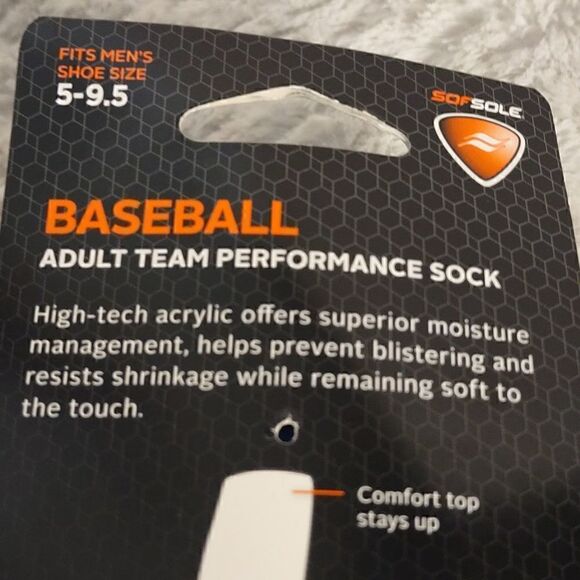 FITS MEN'S
SHOE SIZE
5-9.5
SOFSOLE
BASEBALL
ADULT TEAM PERFORMANCE SOCK
High-tech acrylic offers superior moisture
management, helps prevent blistering and
resists shrinkage while remaining soft to
the touch.
Comfort top
stays up